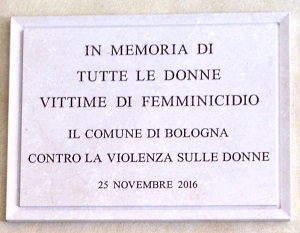 IN MEMORIA DI
TUTTE LE DONNE
VITTIME DI FEMMINICIDIO
IL COMUNE DI BOLOGNA
CONTRO LA VIOLENZA SULLE DONNE
25 NOVEMBRE 2016